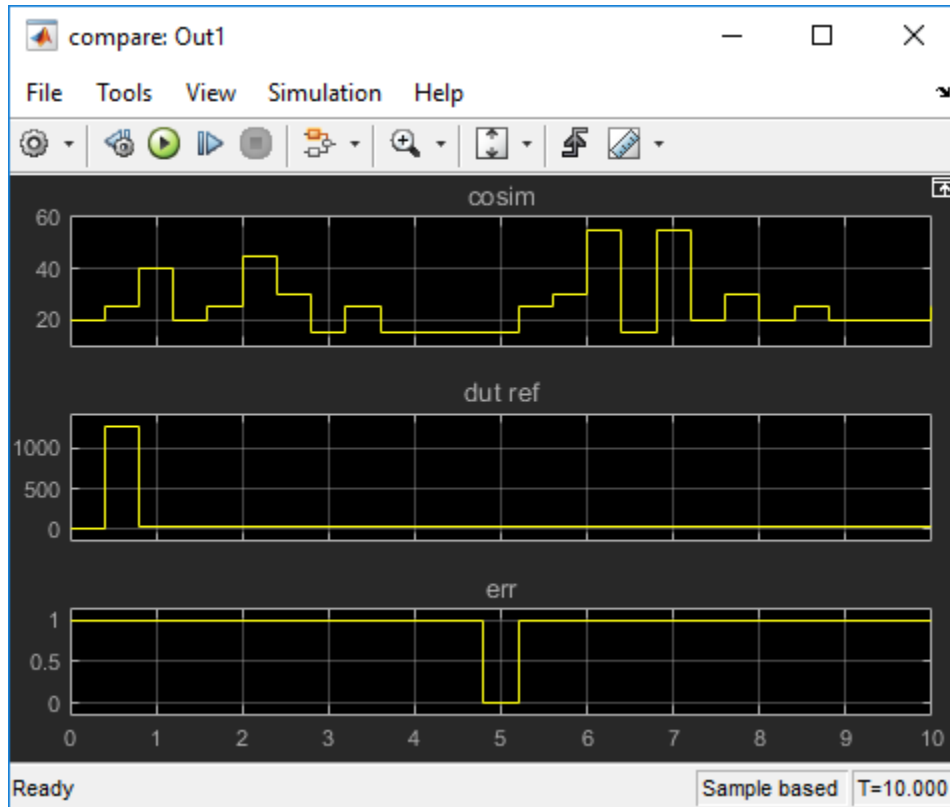 compare: Out1
File Tools View Simulation Help
cosim
60
40
20
dut ref
1000
500
0
err
1
0.5
0
0 1 2 3 4 5 6 7 8 9 10
Ready Sample based T=10.000